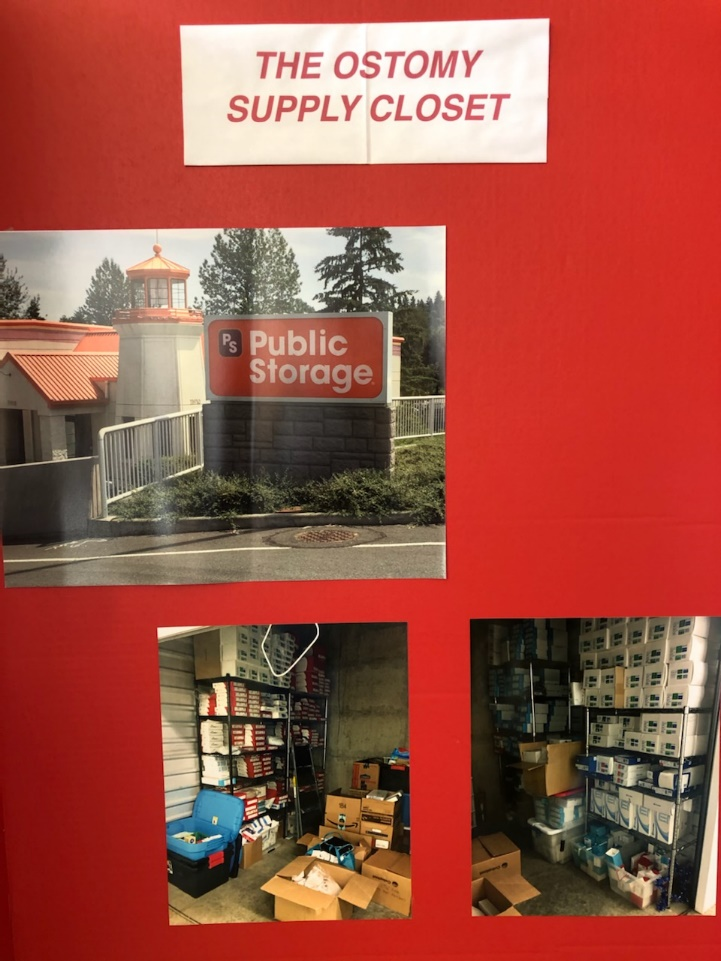 THE OSTOMY
SUPPLY CLOSET
PS
Public
Storage